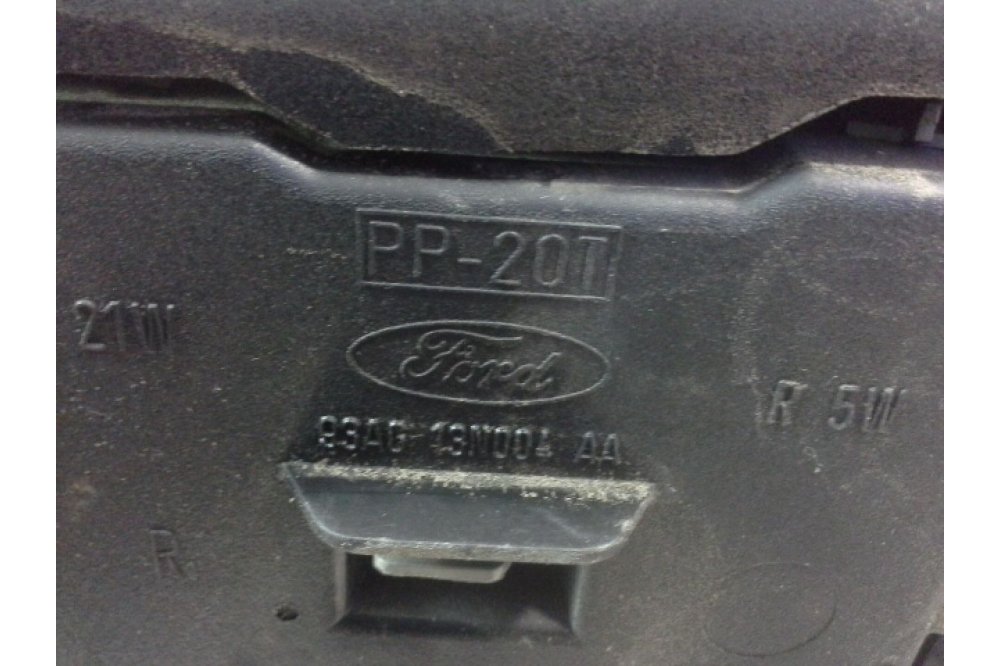 PP-20T
21W
Ford
R 5W
93AG 13N004 AA
R